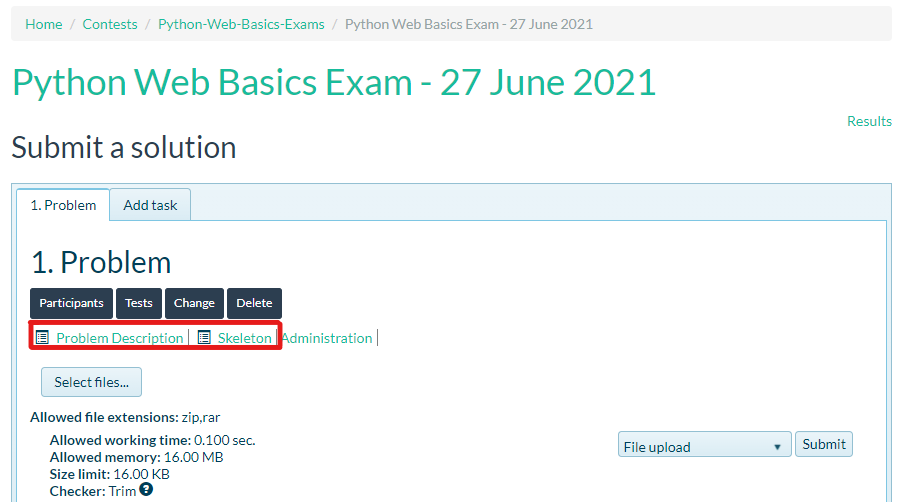 Home / Contests / Python-Web-Basics-Exams / Python Web Basics Exam - 27 June 2021
Python Web Basics Exam - 27 June 2021
Results
Submit a solution
1. Problem Add task
1. Problem
Participants Tests Change Delete
Problem Description | Skeleton | Administration |
Select files...
Allowed file extensions: zip,rar
Allowed working time: 0.100 sec.
Allowed memory: 16.00 MB
File upload Submit
Size limit: 16.00 KB
Checker: Trim ?